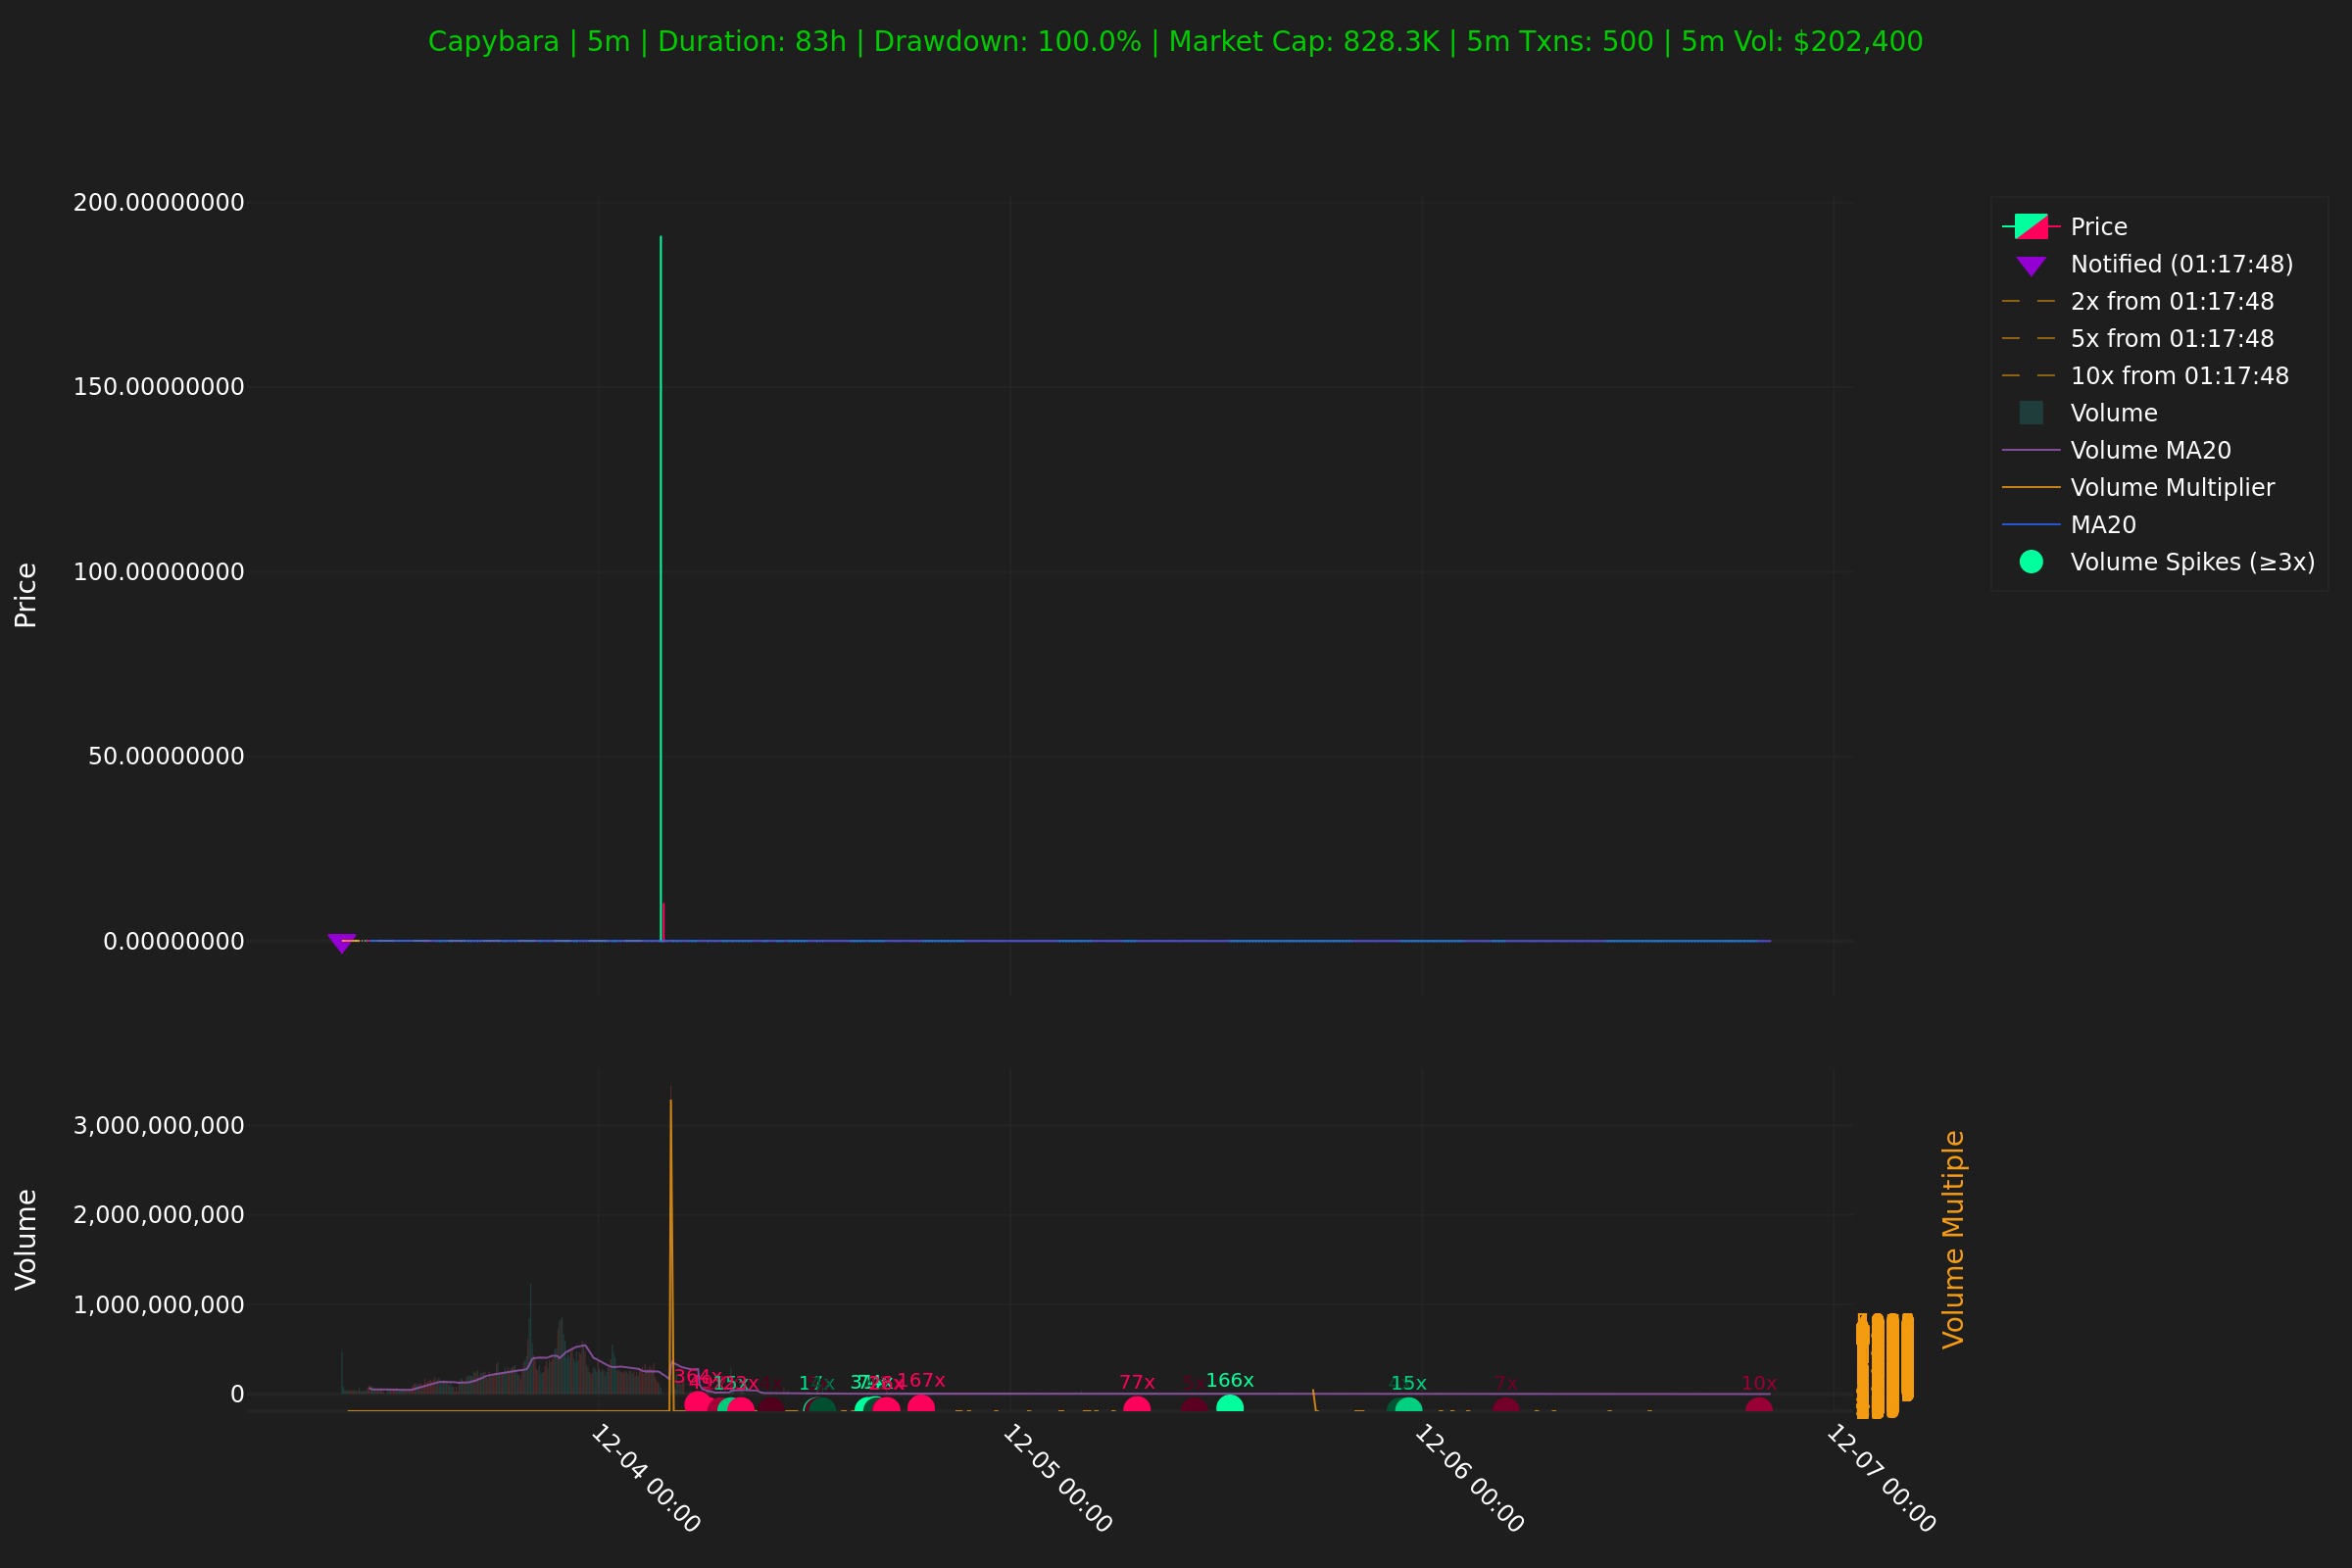 Capybara | 5m | Duration: 83h | Drawdown: 100.0% | Market Cap: 828.3K | 5m Txns: 500 | 5m Vol: $202,400
Price
200.00000000
150.00000000
100.00000000
50.00000000
0.00000000
Price
Notified (01:17:48)
2x from 01:17:48
5x from 01:17:48
10x from 01:17:48
Volume
Volume MA20
Volume Multiplier
MA20
Volume Spikes (≥3x)
Volume
3,000,000,000
2,000,000,000
1,000,000,000
0
364x
15x
167x
77x
166x
15x
7x
10x
Volume Multiple
12-04 00:00
12-05 00:00
12-06 00:00
12-07 00:00